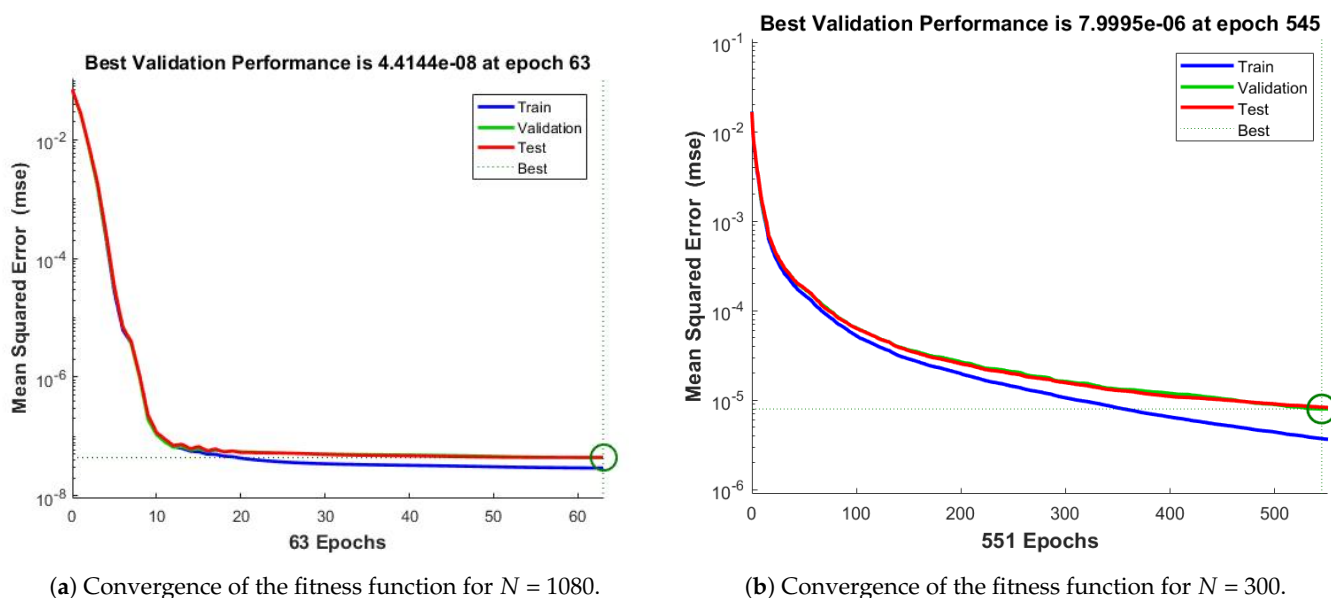 Best Validation Performance is 4.4144e-08 at epoch 63
Mean Squared Error (mse)
10^-2
10^-4
10^-6
10^-8
Train
Validation
Test
Best
0 10 20 30 40 50 60
63 Epochs
(a) Convergence of the fitness function for N = 1080.
Best Validation Performance is 7.9995e-06 at epoch 545
Mean Squared Error (mse)
10^-1
10^-2
10^-3
10^-4
10^-5
10^-6
Train
Validation
Test
Best
0 100 200 300 400 500
551 Epochs
(b) Convergence of the fitness function for N = 300.